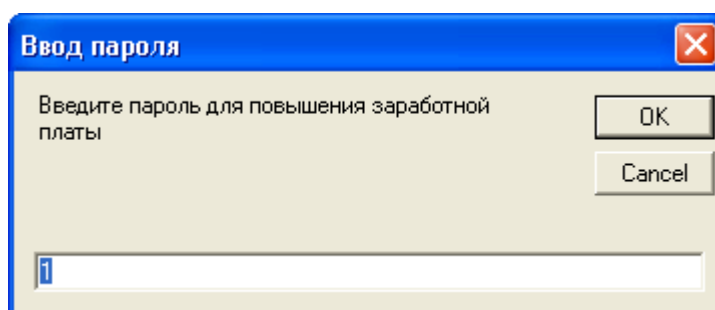 Ввод пароля
Введите пароль для повышения заработной
платы
OK
Cancel
1